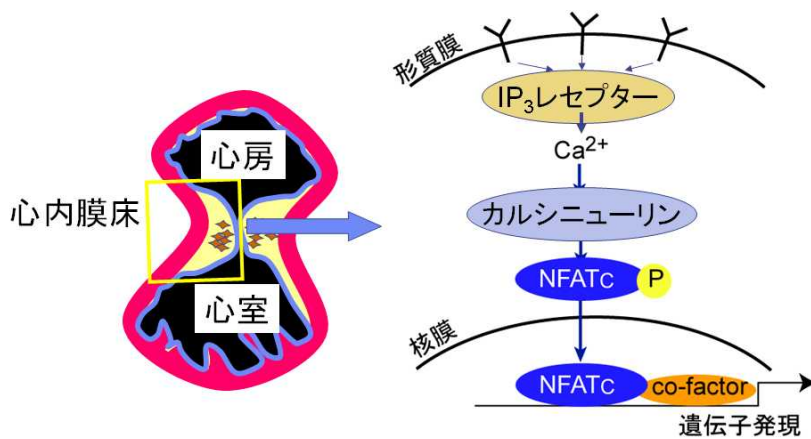 心房
心内膜床
心室
形質膜
IP₃レセプター
Ca²⁺
カルシニューリン
NFATc P
核膜
NFATc co-factor
遺伝子発現